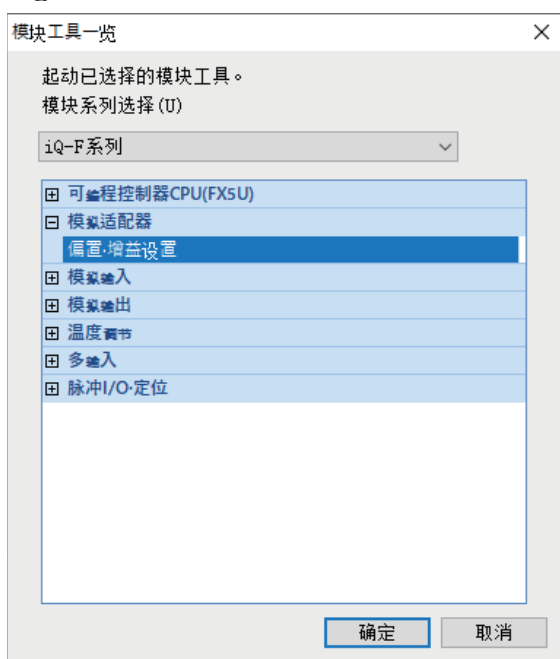 模块工具一览
起动已选择的模块工具。
模块系列选择(U)
iQ-F系列
可编程控制器CPU(FX5U)
模拟适配器
偏置·增益设置
模拟输入
模拟输出
温度调节
多输入
脉冲I/O·定位
确定
取消